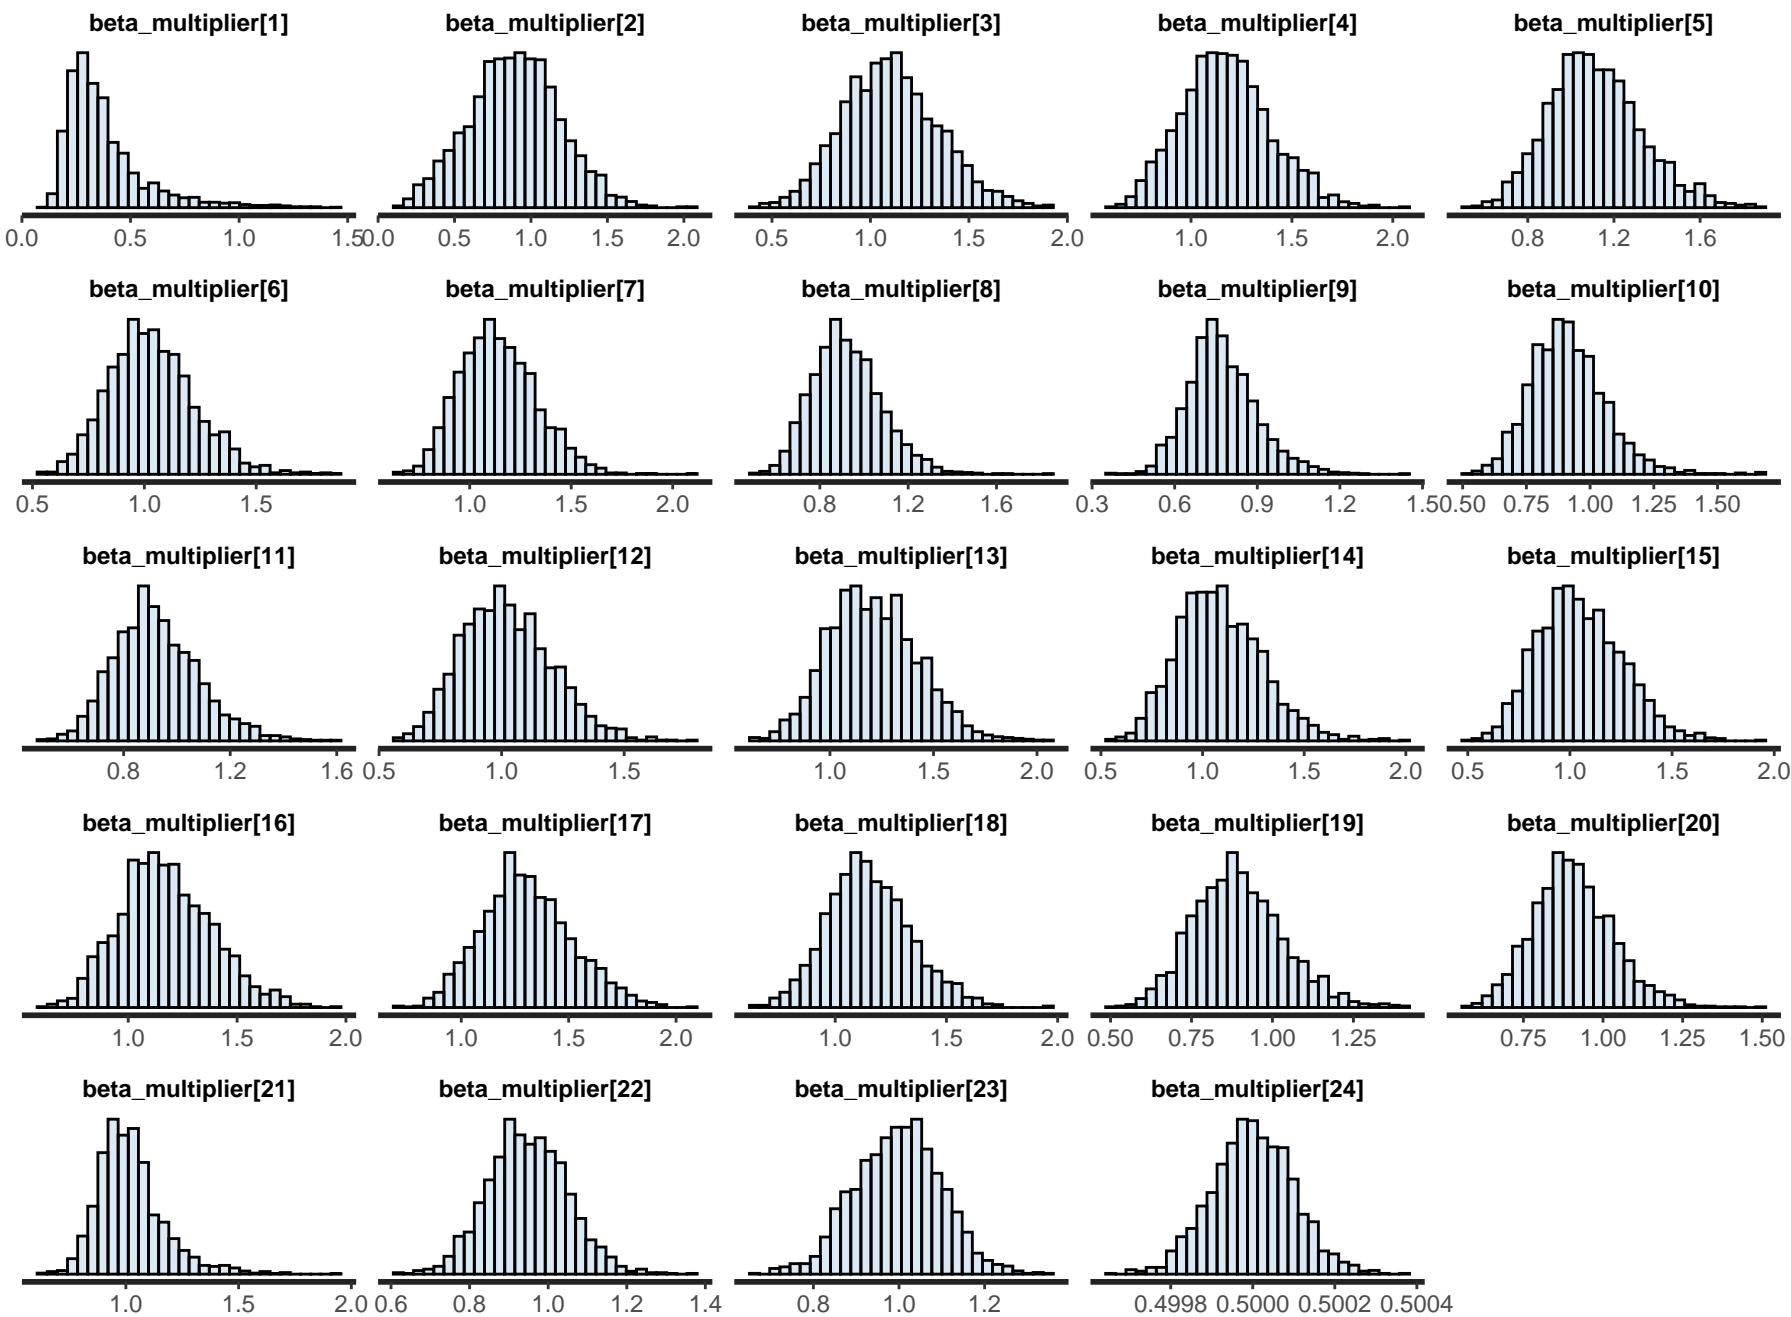 beta_multiplier[1] beta_multiplier[2] beta_multiplier[3] beta_multiplier[4] beta_multiplier[5]
0.0 0.5 1.0 1.5 0.0 0.5 1.0 1.5 2.0 0.5 1.0 1.5 2.0 1.0 1.5 2.0 0.8 1.2 1.6
beta_multiplier[6] beta_multiplier[7] beta_multiplier[8] beta_multiplier[9] beta_multiplier[10]
0.5 1.0 1.5 1.0 1.5 2.0 0.8 1.2 1.6 0.3 0.6 0.9 1.2 1.5 0.50 0.75 1.00 1.25 1.50
beta_multiplier[11] beta_multiplier[12] beta_multiplier[13] beta_multiplier[14] beta_multiplier[15]
0.8 1.2 1.6 0.5 1.0 1.5 1.0 1.5 2.0 0.5 1.0 1.5 2.0 0.5 1.0 1.5 2.0
beta_multiplier[16] beta_multiplier[17] beta_multiplier[18] beta_multiplier[19] beta_multiplier[20]
1.0 1.5 2.0 1.0 1.5 2.0 1.0 1.5 2.0 0.50 0.75 1.00 1.25 0.75 1.00 1.25 1.50
beta_multiplier[21] beta_multiplier[22] beta_multiplier[23] beta_multiplier[24]
1.0 1.5 2.0 0.6 0.8 1.0 1.2 1.4 0.8 1.0 1.2 0.4998 0.5000 0.5002 0.5004